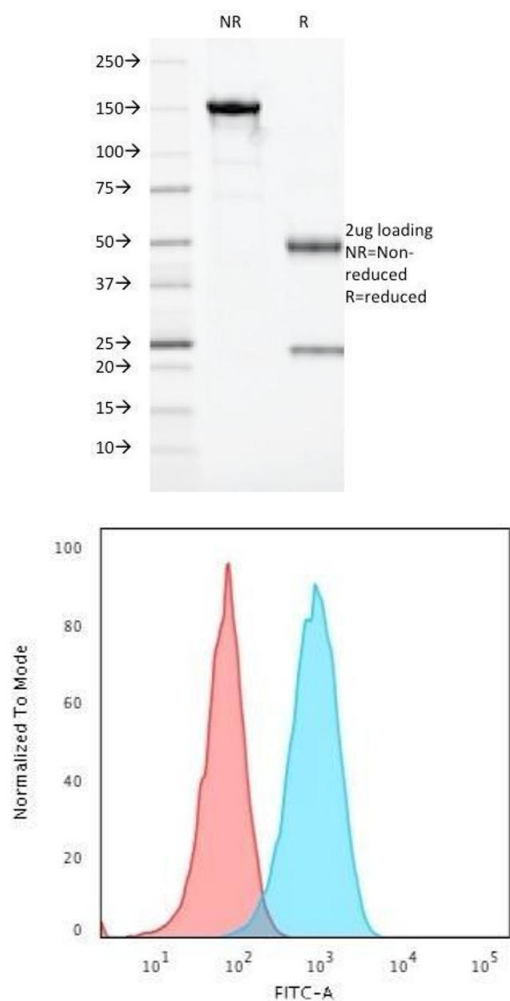 NR R
250→
150→
100→
75→
50→
37→
25→
20→
15→
10→
2ug loading
NR=Non-
reduced
R=reduced
100
80
60
40
20
0
Normalized To Mode
10¹ 10² 10³ 10⁴ 10⁵
FITC-A